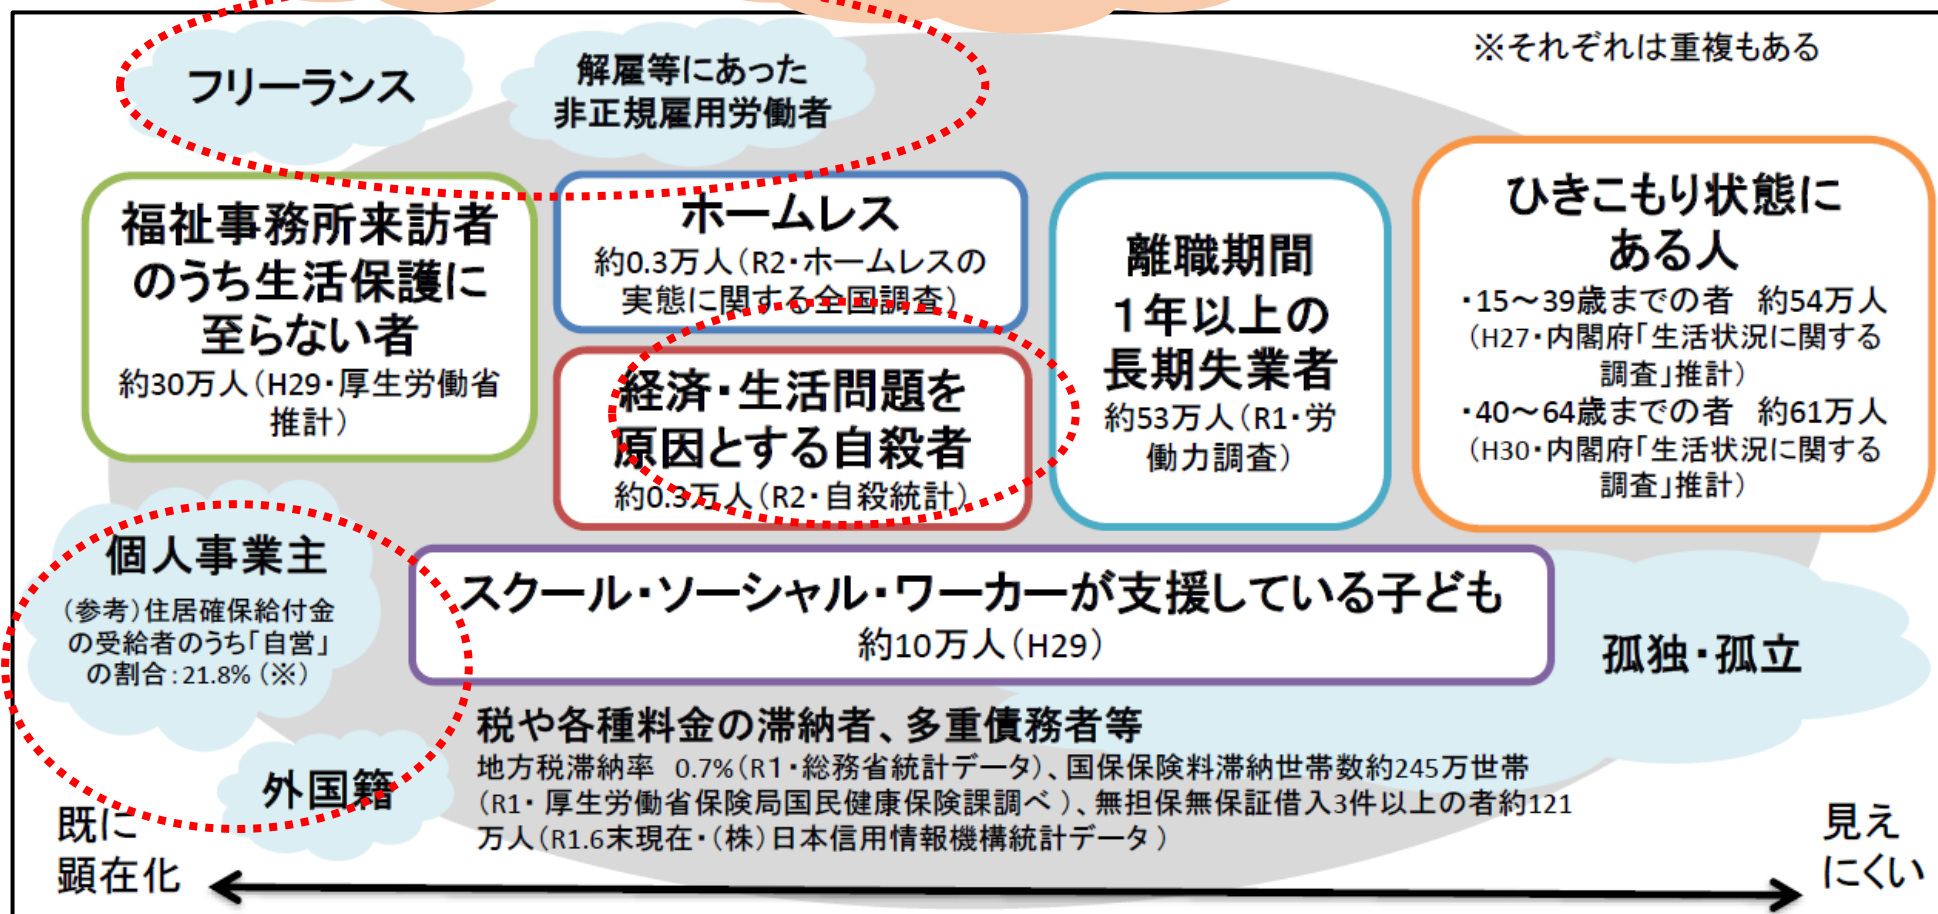 ※それぞれは重複もある
フリーランス
解雇等にあった
非正規雇用労働者
福祉事務所来訪者
のうち生活保護に
至らない者
約30万人(H29・厚生労働省
推計)
ホームレス
約0.3万人(R2・ホームレスの
実態に関する全国調査)
経済・生活問題を
原因とする自殺者
約0.3万人(R2・自殺統計)
離職期間
1年以上の
長期失業者
約53万人(R1・労
働力調査)
ひきこもり状態に
ある人
・15～39歳までの者 約54万人
(H27・内閣府「生活状況に関する
調査」推計)
・40～64歳までの者 約61万人
(H30・内閣府「生活状況に関する
調査」推計)
個人事業主
(参考)住居確保給付金
の受給者のうち「自営」
の割合:21.8% (※)
スクール・ソーシャル・ワーカーが支援している子ども
約10万人(H29)
孤独・孤立
外国籍
税や各種料金の滞納者、多重債務者等
地方税滞納率 0.7%(R1・総務省統計データ)、国保保険料滞納世帯数約245万世帯
(R1・ 厚生労働省保険局国民健康保険課調べ )、無担保無保証借入3件以上の者約121
万人(R1.6末現在・(株)日本信用情報機構統計データ )
既に
顕在化
見え
にくい